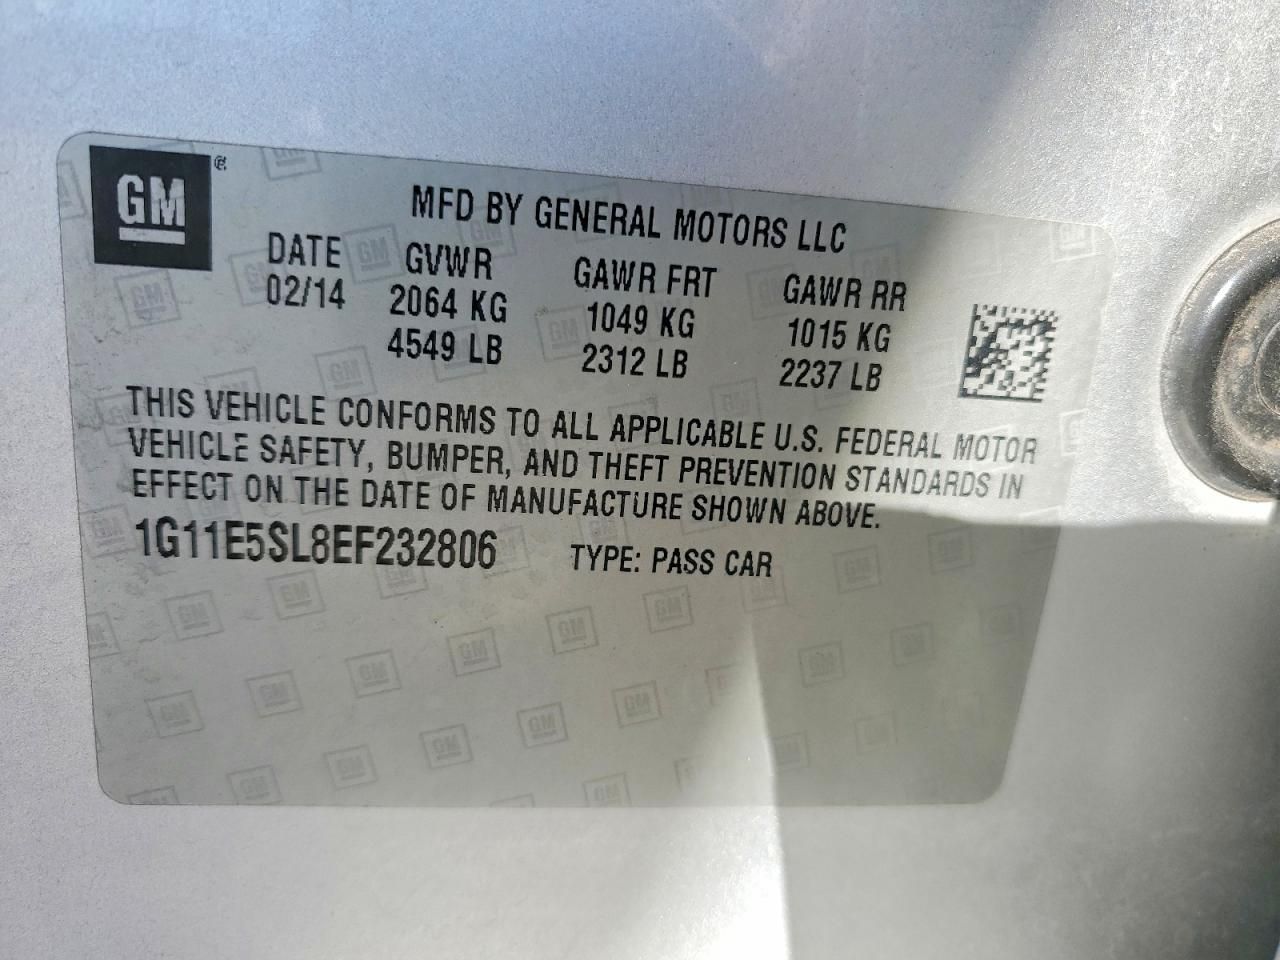 GM
MFD BY GENERAL MOTORS LLC
DATE GVWR GAWR FRT GAWR RR
02/14 2064 KG 1049 KG 1015 KG
4549 LB 2312 LB 2237 LB
THIS VEHICLE CONFORMS TO ALL APPLICABLE U.S. FEDERAL MOTOR
VEHICLE SAFETY, BUMPER, AND THEFT PREVENTION STANDARDS IN
EFFECT ON THE DATE OF MANUFACTURE SHOWN ABOVE.
1G11E5SL8EF232806 TYPE: PASS CAR